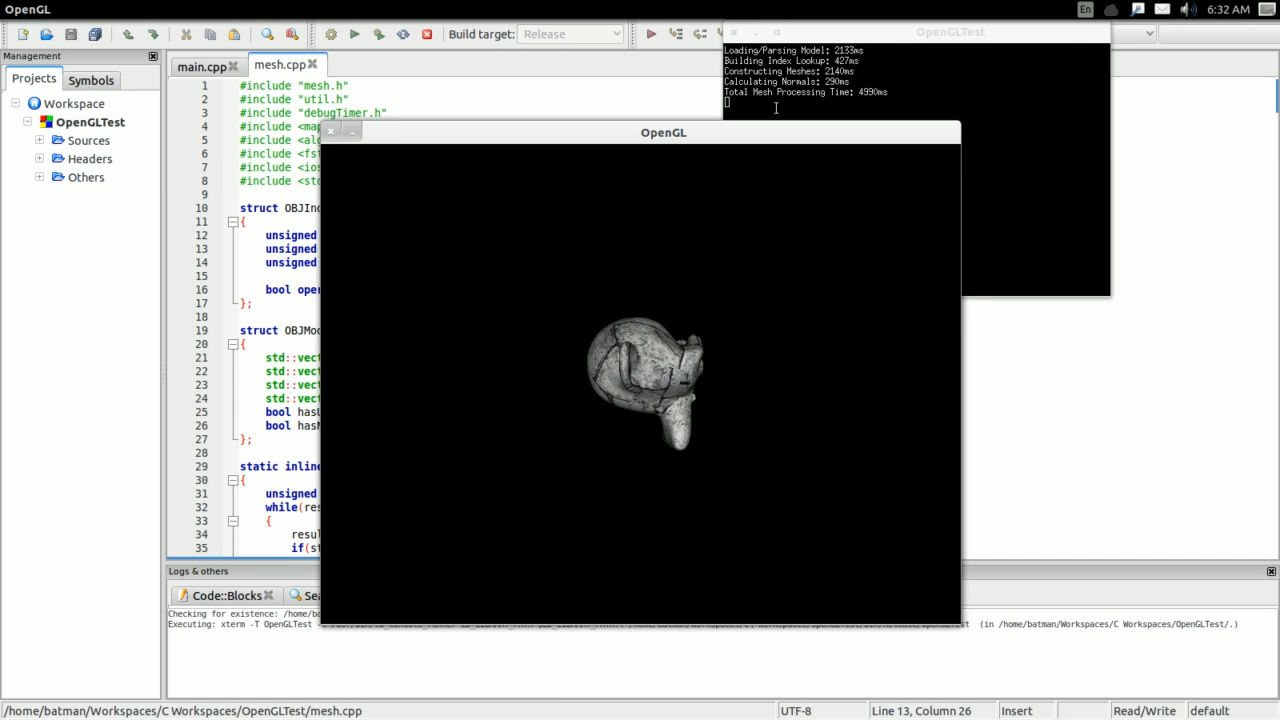 OpenGL
En
6:32 AM
Build target:
Release
OpenGLTest
Management
Projects
Symbols
Workspace
OpenGLTest
Sources
Headers
Others
main.cpp
mesh.cpp
1 #include "mesh.h"
2 #include "util.h"
3 #include "debugTimer.h"
4 #include <ma
5 #include <al
6 #include <fs
7 #include <io
8 #include <st
9
10 struct OBJIn
11 {
12 unsigned
13 unsigned
14 unsigned
15
16 bool ope
17 };
18
19 struct OBJMo
20 {
21 std::vect
22 std::vect
23 std::vect
24 std::vect
25 bool has
26 bool has
27 };
28
29 static inline
30 {
31 unsigned
32 while(res
33 {
34 resul
35 if(st
Loading/Parsing Model: 2133ms
Building Index Lookup: 427ms
Constructing Meshes: 2140ms
Calculating Normals: 290ms
Total Mesh Processing Time: 4990ms
OpenGL
Logs & others
Code::Blocks
Sea
Checking for existence: /home/ba
Executing: xterm -T OpenGLTest
(in /home/batman/Workspaces/C Workspaces/OpenGLTest/.)
/home/batman/Workspaces/C Workspaces/OpenGLTest/mesh.cpp
UTF-8
Line 13, Column 26
Insert
Read/Write
default